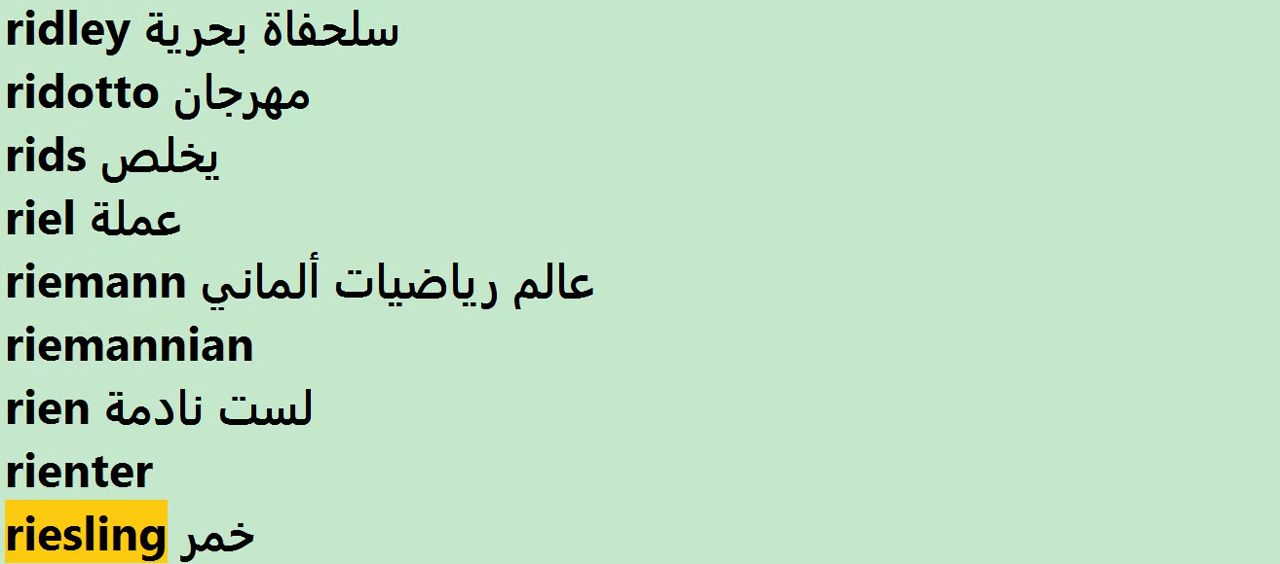 ridley سلحفاة بحرية
ridotto مهرجان
rids يخلص
riel عملة
riemann عالم رياضيات ألماني
riemannian
rien لست نادمة
rienter
riesling خمر